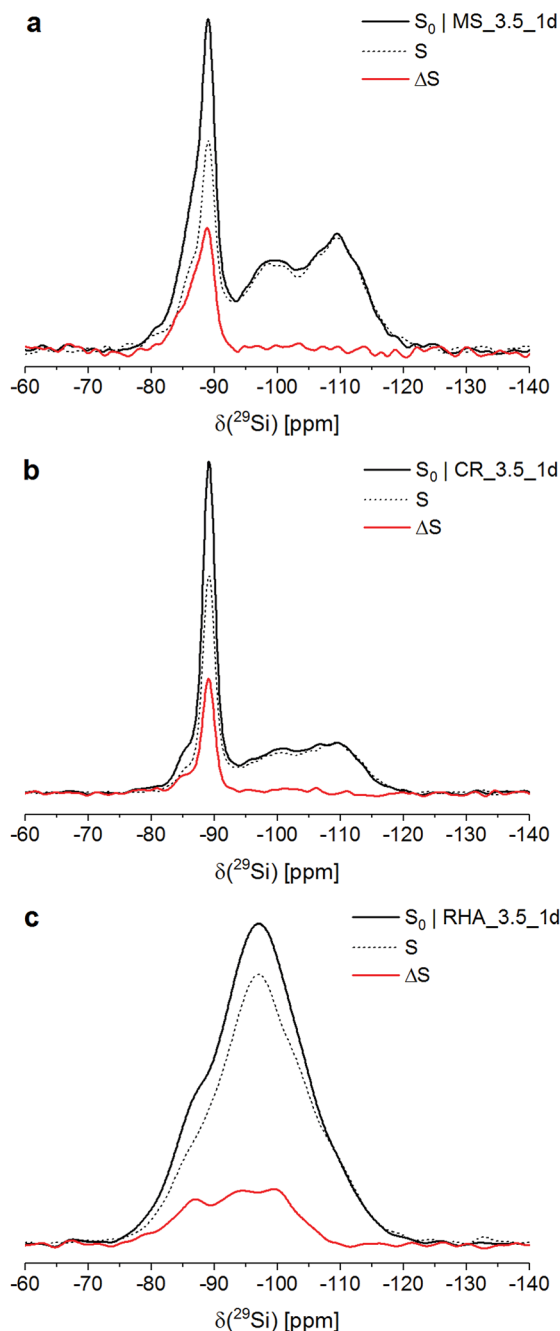 a
S₀ | MS_3.5_1d
S
ΔS
-60 -70 -80 -90 -100 -110 -120 -130 -140
δ(²⁹Si) [ppm]
b
S₀ | CR_3.5_1d
S
ΔS
-60 -70 -80 -90 -100 -110 -120 -130 -140
δ(²⁹Si) [ppm]
c
S₀ | RHA_3.5_1d
S
ΔS
-60 -70 -80 -90 -100 -110 -120 -130 -140
δ(²⁹Si) [ppm]